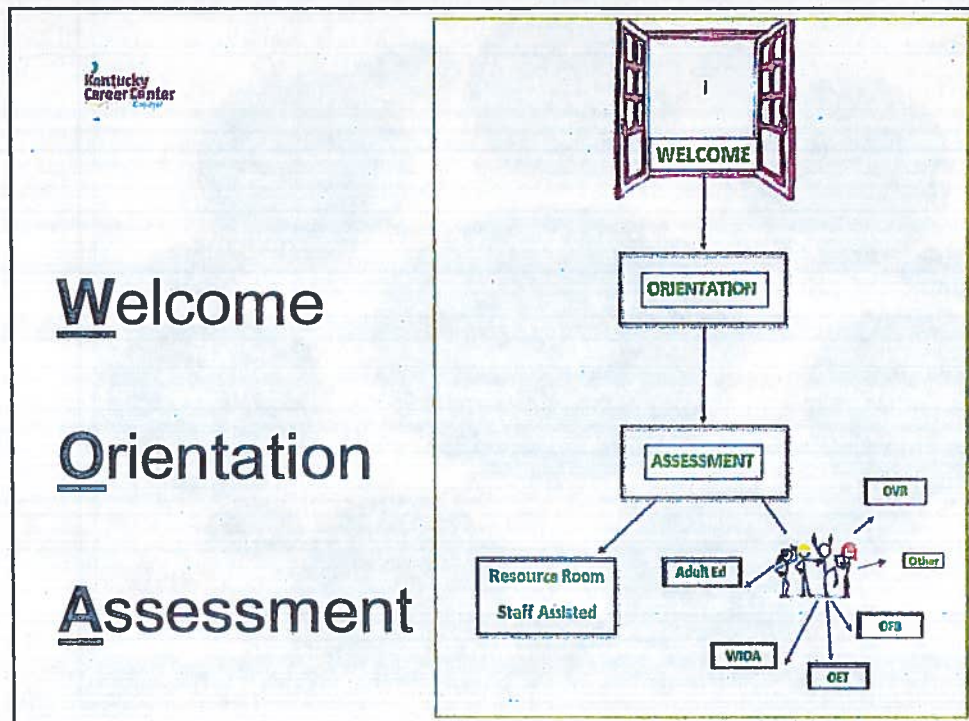 Kentucky
Career Center
Welcome
Orientation
Assessment
WELCOME
ORIENTATION
ASSESSMENT
Resource Room
Staff Assisted
Adult Ed
OVR
Other
OFB
WIOA
OET